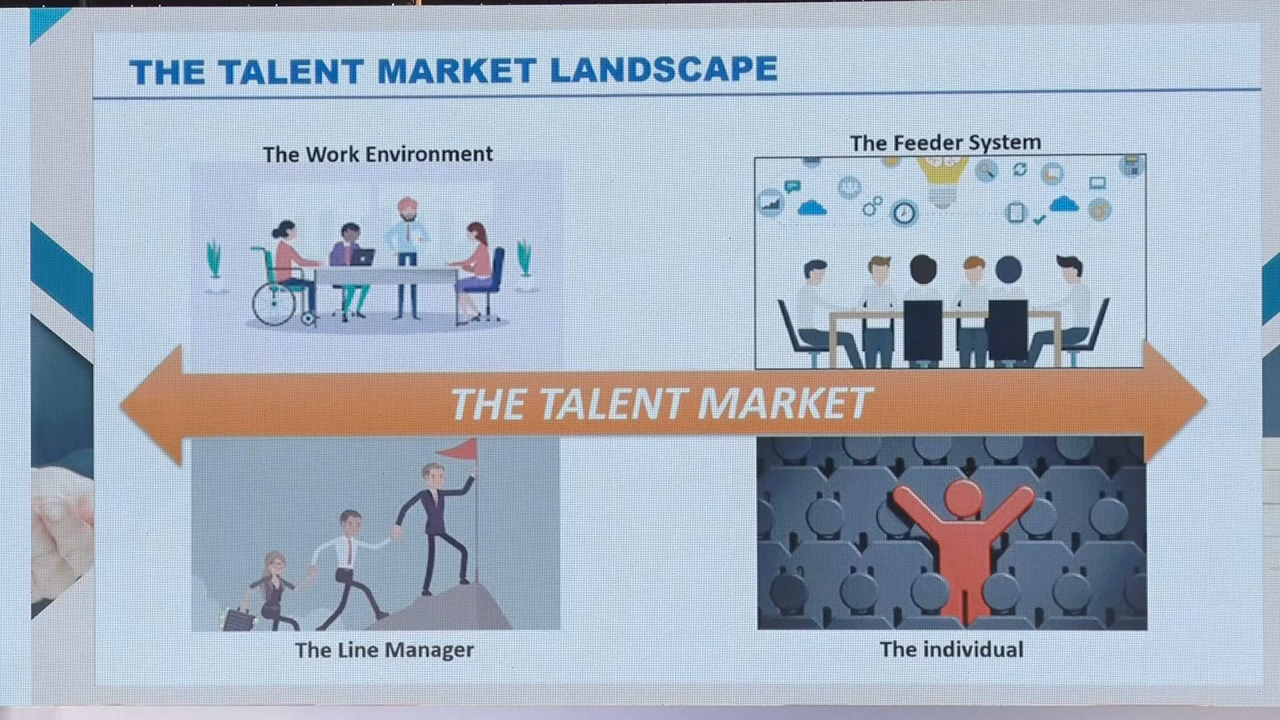 THE TALENT MARKET LANDSCAPE
The Work Environment
The Feeder System
THE TALENT MARKET
The Line Manager
The individual